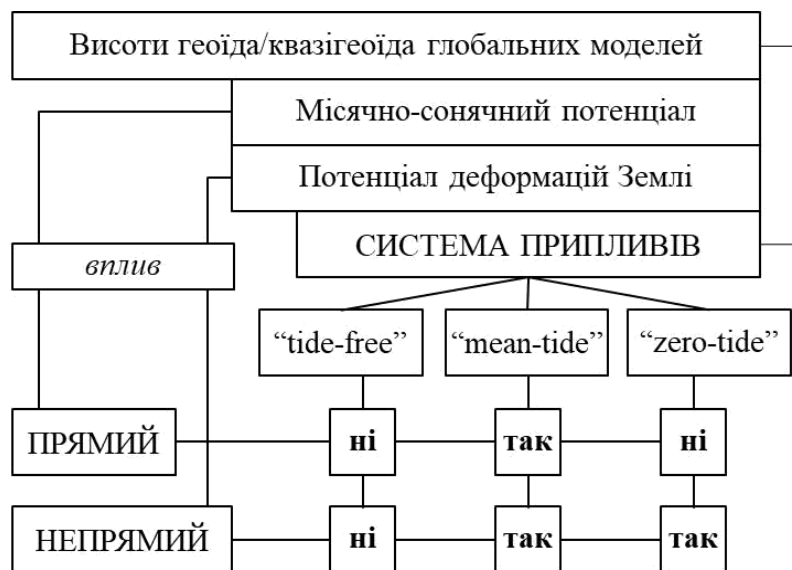 Висоти геоїда/квазігеоїда глобальних моделей
Місячно-сонячний потенціал
Потенціал деформацій Землі
СИСТЕМА ПРИПЛИВІВ
вплив
“tide-free” “mean-tide” “zero-tide”
ПРЯМИЙ ні так ні
НЕПРЯМИЙ ні так так